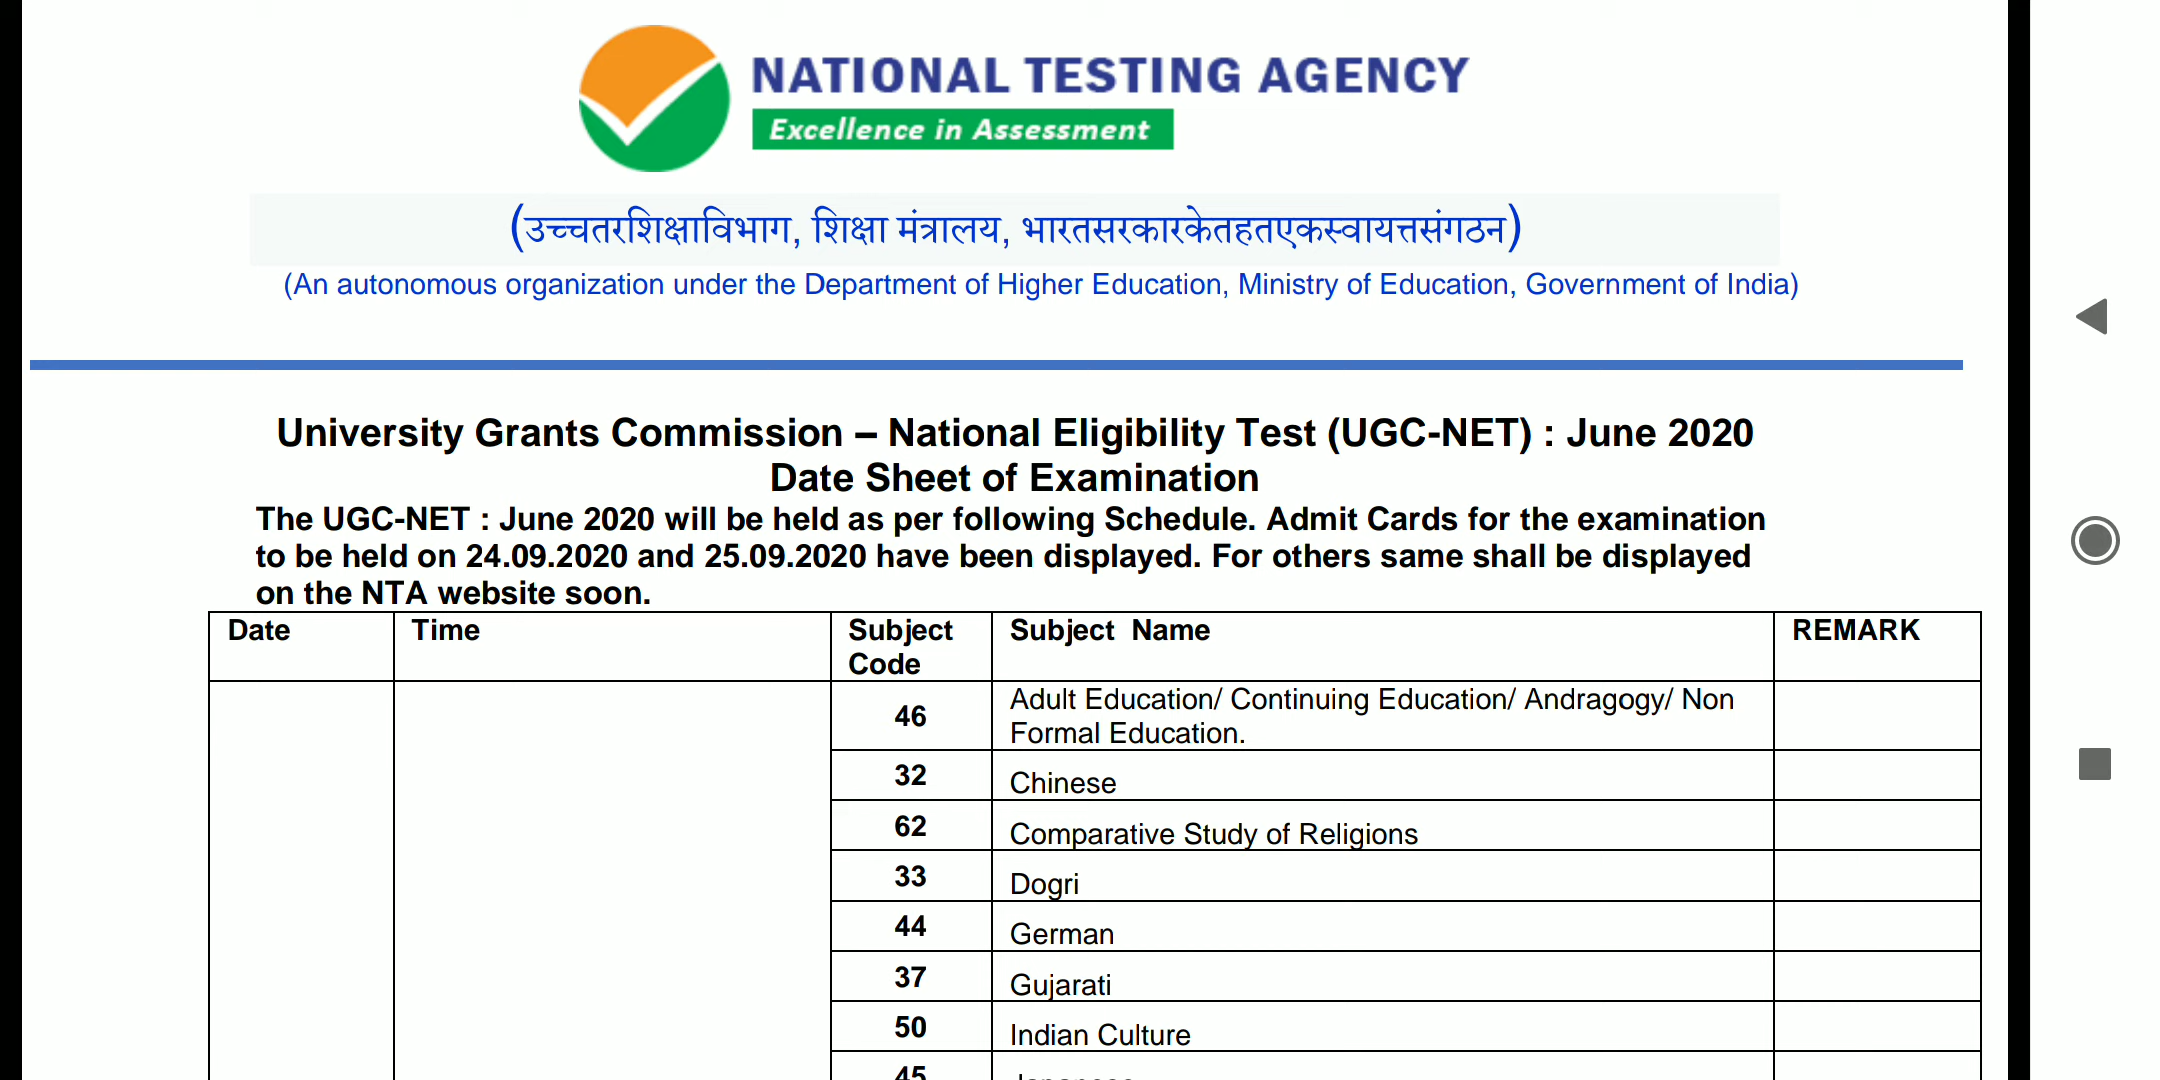 NATIONAL TESTING AGENCY
Excellence in Assessment
(उच्चतरशिक्षाविभाग, शिक्षा मंत्रालय, भारतसरकारकेतहतएकस्वायत्तसंगठन)
(An autonomous organization under the Department of Higher Education, Ministry of Education, Government of India)
University Grants Commission – National Eligibility Test (UGC-NET) : June 2020
Date Sheet of Examination
The UGC-NET : June 2020 will be held as per following Schedule. Admit Cards for the examination
to be held on 24.09.2020 and 25.09.2020 have been displayed. For others same shall be displayed
on the NTA website soon.
Date Time Subject Code Subject Name REMARK
46 Adult Education/ Continuing Education/ Andragogy/ Non
Formal Education.
32 Chinese
62 Comparative Study of Religions
33 Dogri
44 German
37 Gujarati
50 Indian Culture
45